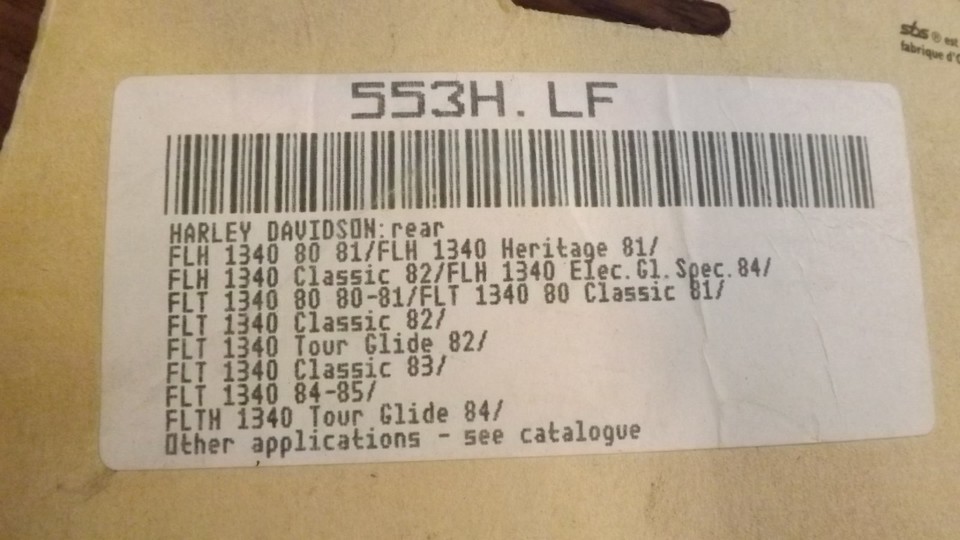 sbs ® est
fabrique d'
553H.LF
HARLEY DAVIDSON:rear
FLH 1340 80 81/FLH 1340 Heritage 81/
FLH 1340 Classic 82/FLH 1340 Elec.Gl.Spec.84/
FLT 1340 80 80-81/FLT 1340 80 Classic 81/
FLT 1340 Classic 82/
FLT 1340 Tour Glide 82/
FLT 1340 Classic 83/
FLT 1340 84-85/
FLTH 1340 Tour Glide 84/
Other applications - see catalogue